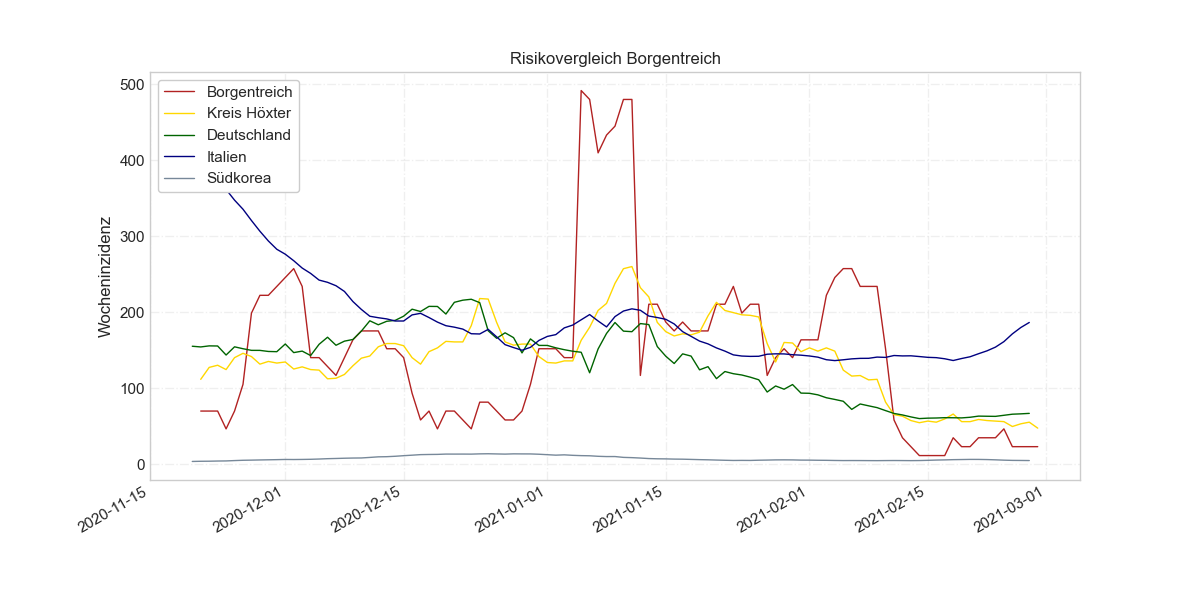 Risikovergleich Borgentreich
Wocheninzidenz
500
400
300
200
100
0
Borgentreich
Kreis Höxter
Deutschland
Italien
Südkorea
2020-11-15
2020-12-01
2020-12-15
2021-01-01
2021-01-15
2021-02-01
2021-02-15
2021-03-01